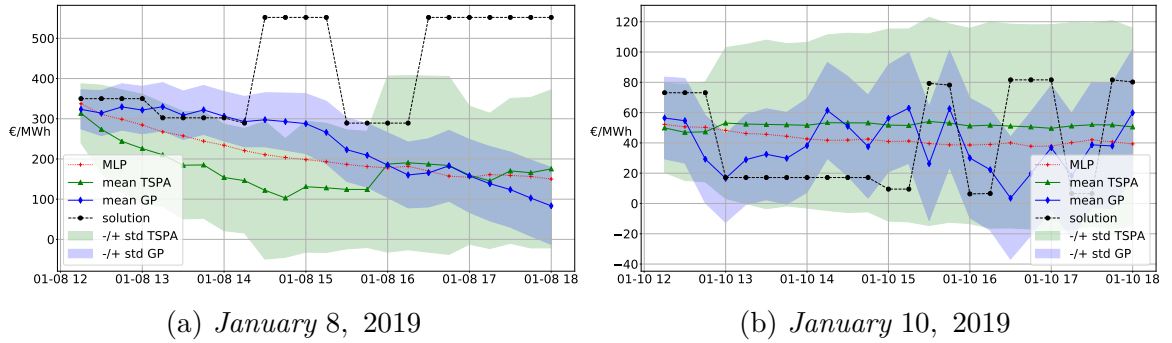 500
400
300
€/MWh
200
100
0
MLP
mean TSPA
mean GP
solution
-/+ std TSPA
-/+ std GP
01-08 12 01-08 13 01-08 14 01-08 15 01-08 16 01-08 17 01-08 18
(a) January 8, 2019
120
100
80
60
€/MWh
40
20
0
−20
−40
MLP
mean TSPA
mean GP
solution
-/+ std TSPA
-/+ std GP
01-10 12 01-10 13 01-10 14 01-10 15 01-10 16 01-10 17 01-10 18
(b) January 10, 2019